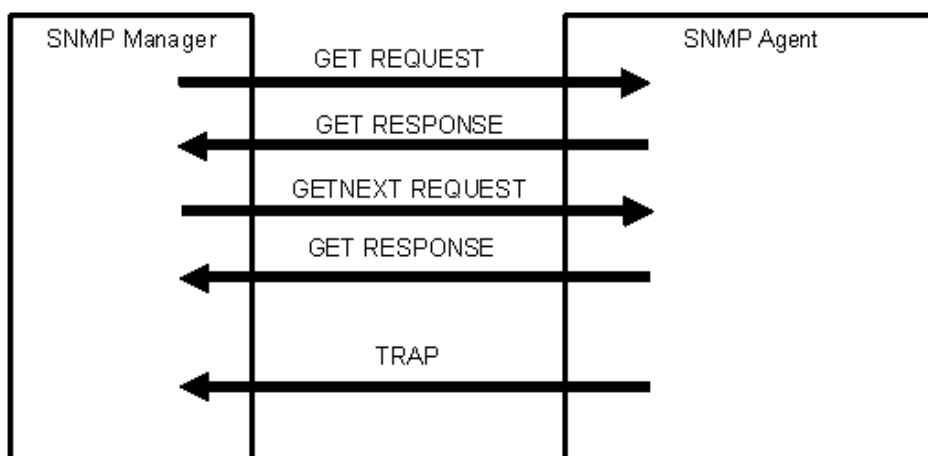 SNMP Manager
SNMP Agent
GET REQUEST
GET RESPONSE
GETNEXT REQUEST
GET RESPONSE
TRAP